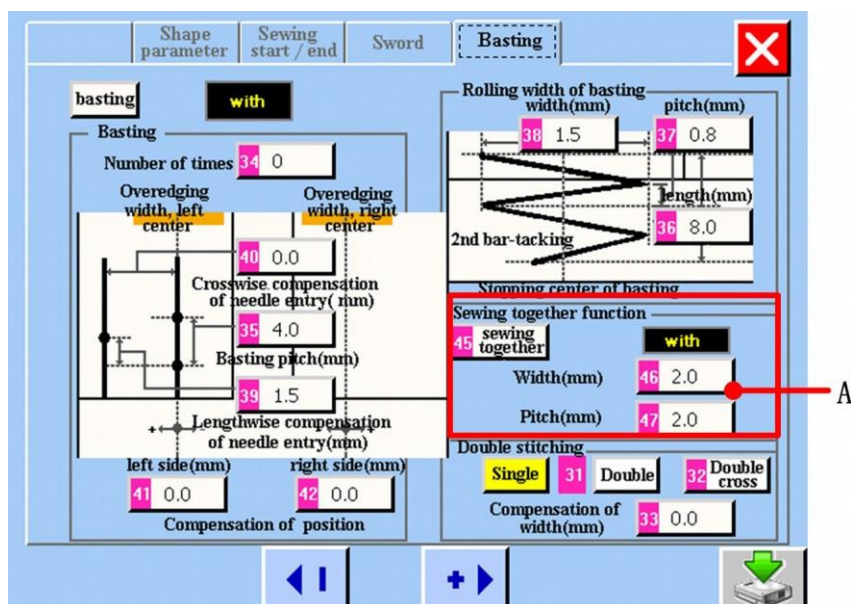 Shape parameter
Sewing start / end
Sword
Basting
basting
with
Basting
Number of times
34 0
Overedging width, left center
Overedging width, right center
40 0.0
Crosswise compensation of needle entry( mm)
35 4.0
Basting pitch(mm)
39 1.5
Lengthwise compensation of needle entry(mm)
left side(mm)
right side(mm)
41 0.0
42 0.0
Compensation of position
Rolling width of basting
width(mm)
pitch(mm)
38 1.5
37 0.8
length(mm)
36 8.0
2nd bar-tacking
Stopping center of basting
Sewing together function
45 sewing together
with
Width(mm)
46 2.0
Pitch(mm)
47 2.0
A
Double stitching
Single
31 Double
32 Double cross
Compensation of width(mm)
33 0.0